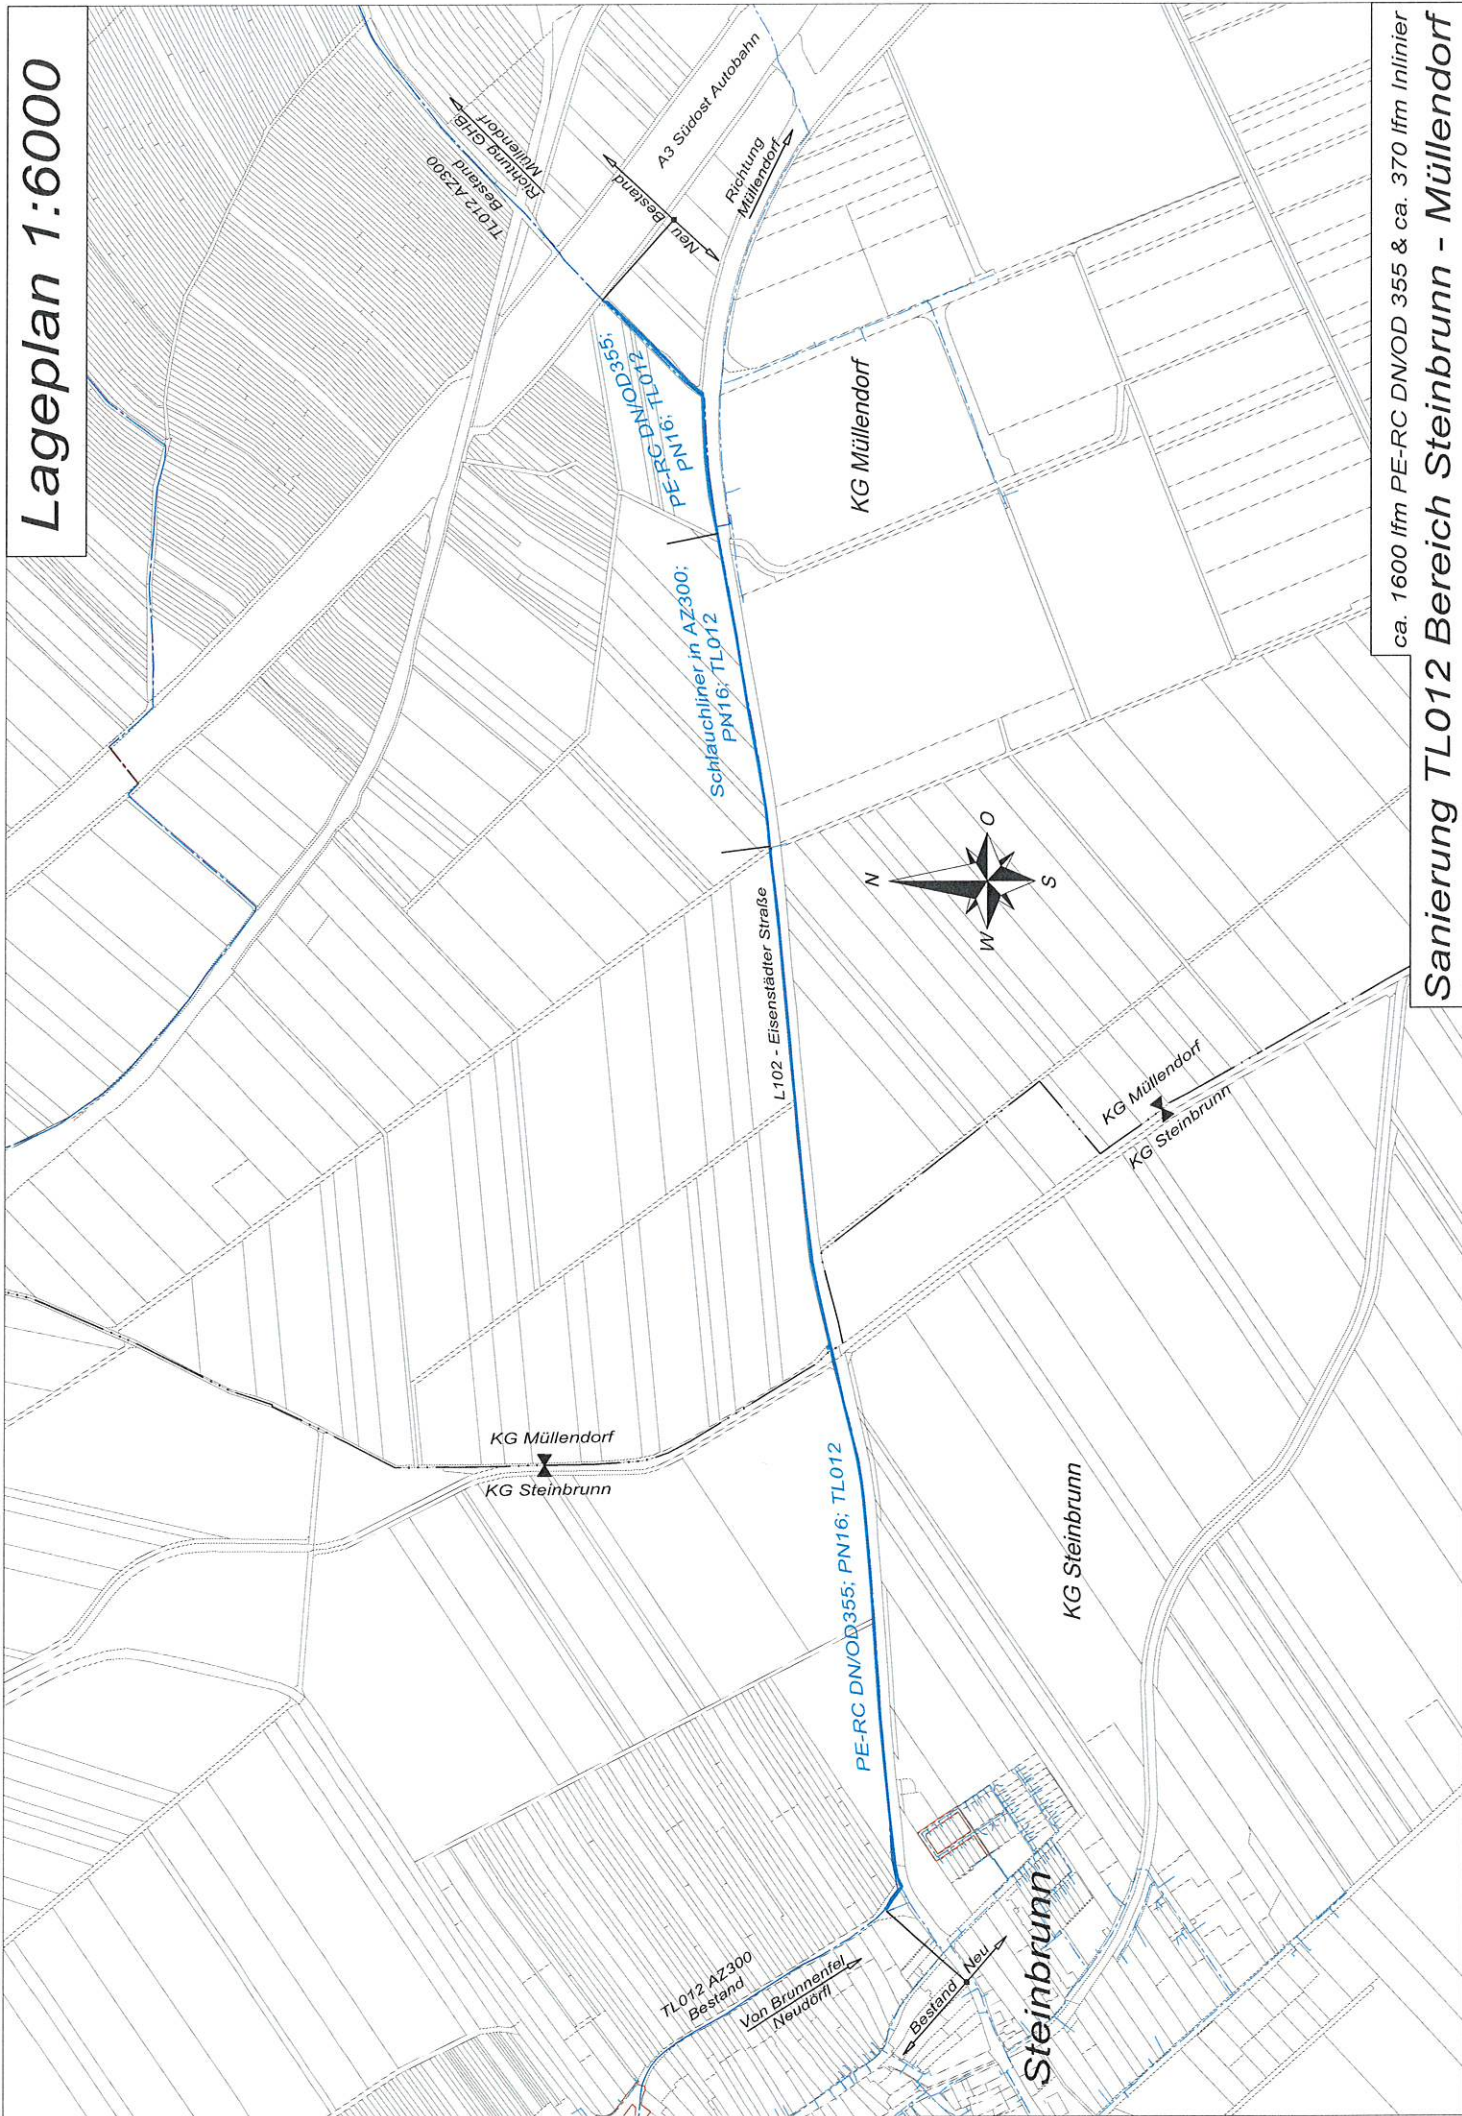 Lageplan 1:6000
TL012 AZ300
Bestand
Richtung GHB
Müllendorf
A3 Südost Autobahn
Bestand
Neu
Richtung
Müllendorf
PE-RC DN/OD355;
PN16; TL012
KG Müllendorf
Schlauchliner in AZ300;
PN16; TL012
L102 - Eisenstädter Straße
N
O
S
W
KG Müllendorf
KG Steinbrunn
KG Müllendorf
KG Steinbrunn
PE-RC DN/OD355; PN16; TL012
KG Steinbrunn
TL012 AZ300
Bestand
Von Brunnenfel
Neudörfl
Bestand
Neu
Steinbrunn
ca. 1600 lfm PE-RC DN/OD 355 & ca. 370 lfm Inlinier
Sanierung TL012 Bereich Steinbrunn - Müllendorf